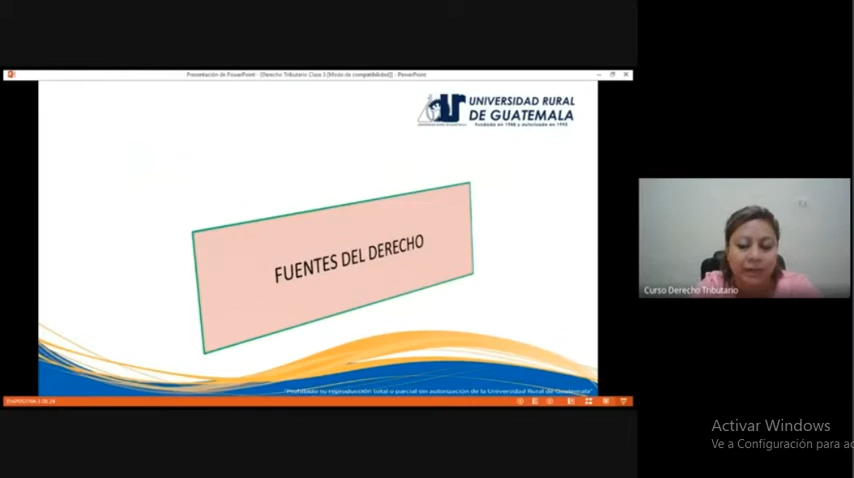 Presentación de PowerPoint - [Derecho Tributario Clase 3 [Modo de compatibilidad]] - PowerPoint
UNIVERSIDAD RURAL
DE GUATEMALA
Fundada en 1968 y autorizada en 1995
FUENTES DEL DERECHO
"Prohibido su reproducción total o parcial sin autorización de la Universidad Rural de Guatemala"
Curso Derecho Tributario
Activar Windows
Ve a Configuración para ac